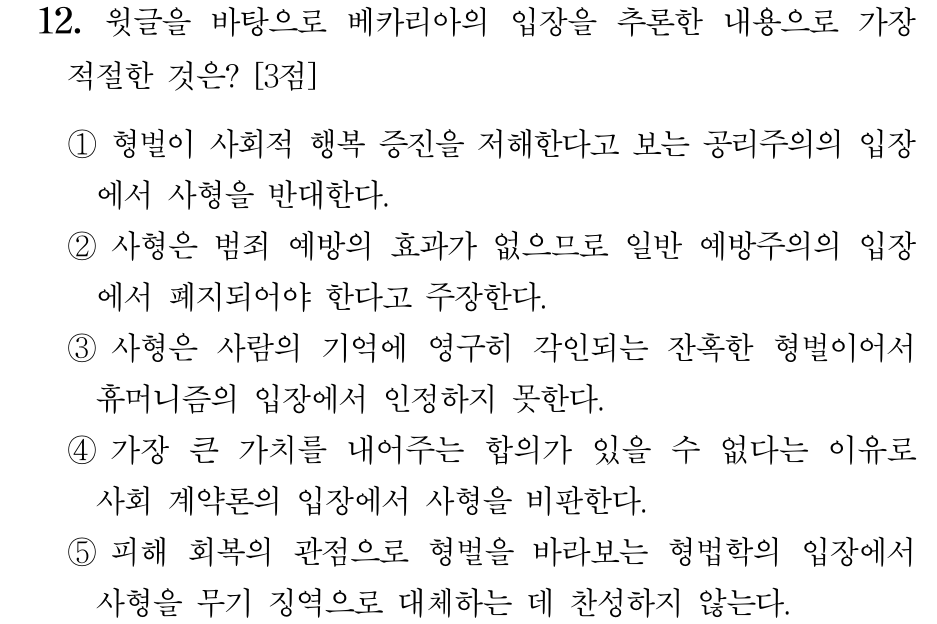 12. 윗글을 바탕으로 베카리아의 입장을 추론한 내용으로 가장
적절한 것은? [3점]
① 형벌이 사회적 행복 증진을 저해한다고 보는 공리주의의 입장
에서 사형을 반대한다.
② 사형은 범죄 예방의 효과가 없으므로 일반 예방주의의 입장
에서 폐지되어야 한다고 주장한다.
③ 사형은 사람의 기억에 영구히 각인되는 잔혹한 형벌이어서
휴머니즘의 입장에서 인정하지 못한다.
④ 가장 큰 가치를 내어주는 합의가 있을 수 없다는 이유로
사회 계약론의 입장에서 사형을 비판한다.
⑤ 피해 회복의 관점으로 형벌을 바라보는 형법학의 입장에서
사형을 무기 징역으로 대체하는 데 찬성하지 않는다.